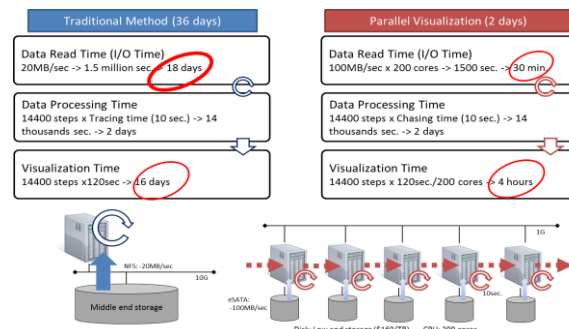 Traditional Method (36 days)
Data Read Time (I/O Time)
20MB/sec -> 1.5 million sec. -> 18 days
Data Processing Time
14400 steps x Tracing time (10 sec.) -> 14
thousands sec. -> 2 days
Visualization Time
14400 steps x120sec -> 16 days
NFS: -20MB/sec
10G
Middle end storage
Parallel Visualization (2 days)
Data Read Time (I/O Time)
100MB/sec x 200 cores -> 1500 sec. -> 30 min.
Data Processing Time
14400 steps x Chasing time (10 sec.) -> 14
thousands sec. -> 2 days
Visualization Time
14400 steps x 120sec./200 cores -> 4 hours
1G
eSATA:
-100MB/sec
10sec.